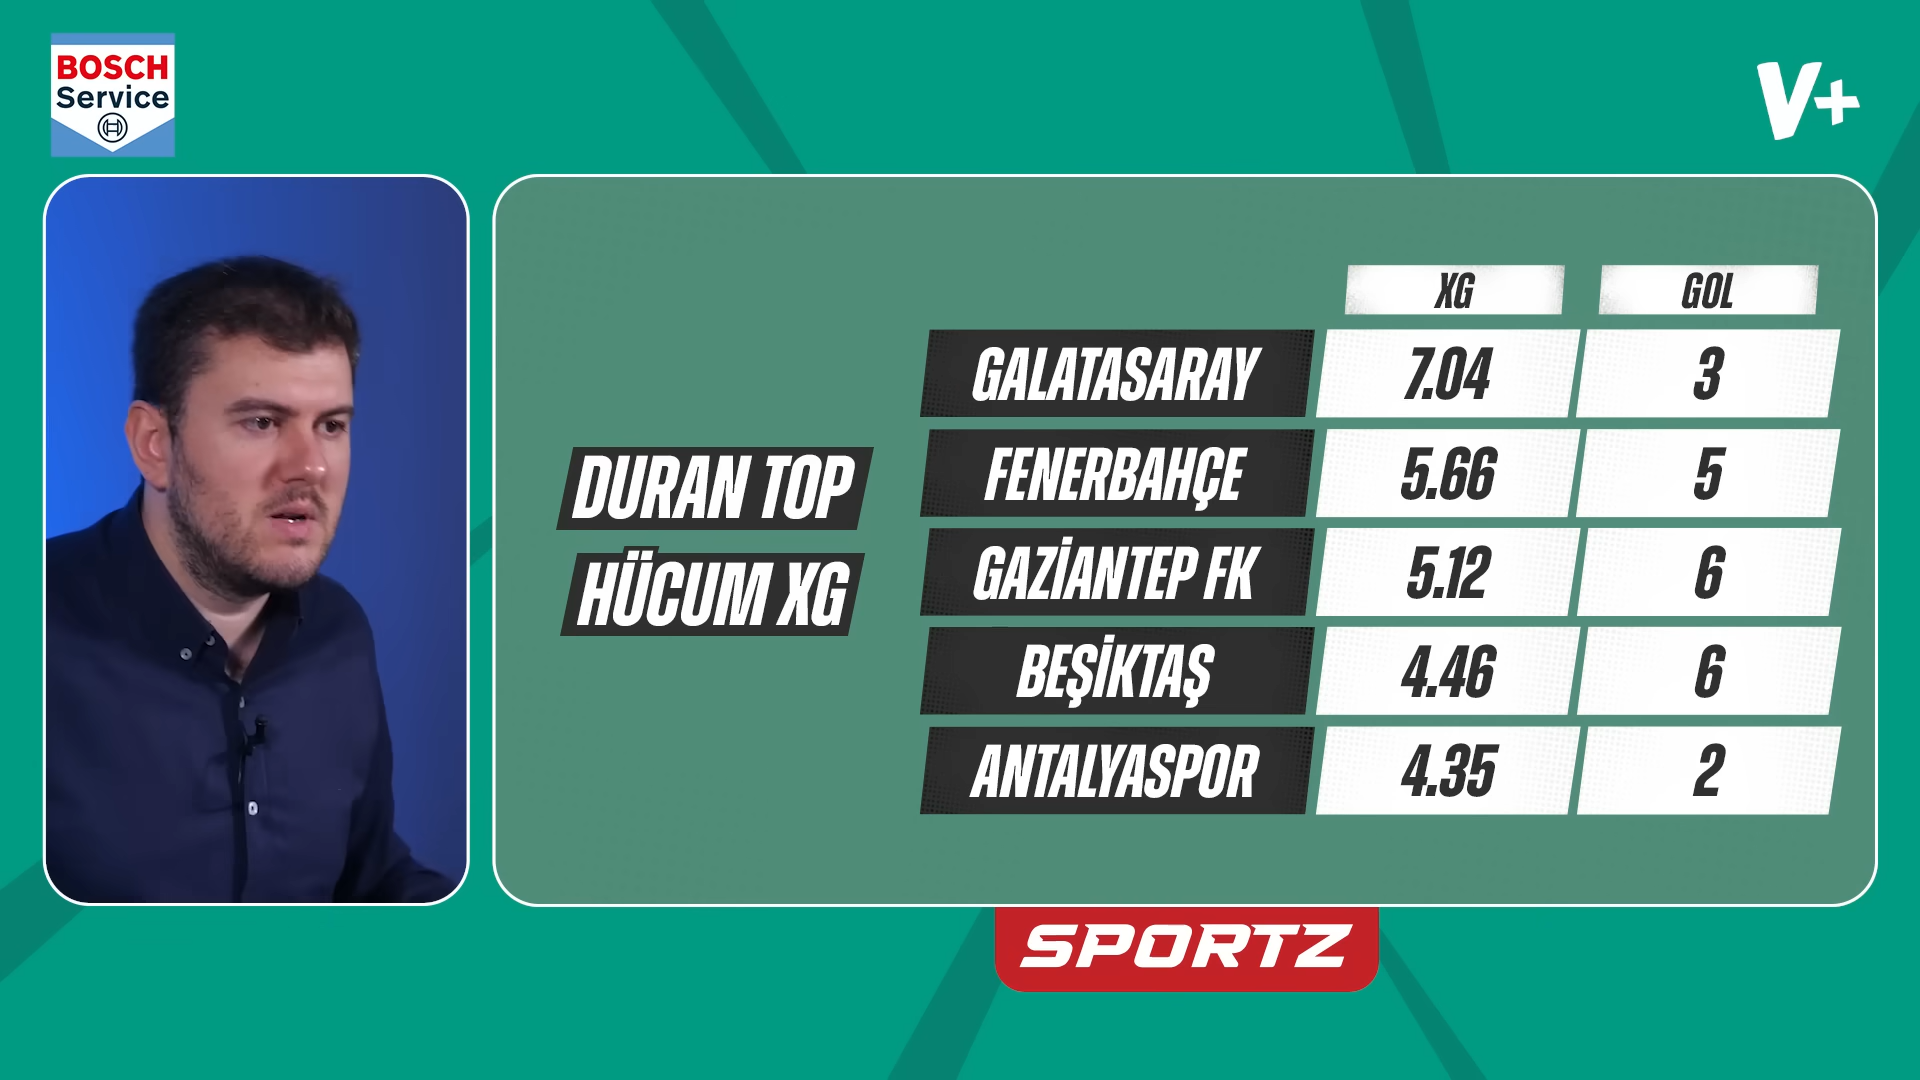 BOSCH
Service
V+
XG GOL
DURAN TOP
HÜCUM XG
GALATASARAY 7.04 3
FENERBAHÇE 5.66 5
GAZİANTEP FK 5.12 6
BEŞİKTAŞ 4.46 6
ANTALYASPOR 4.35 2
SPORTZ